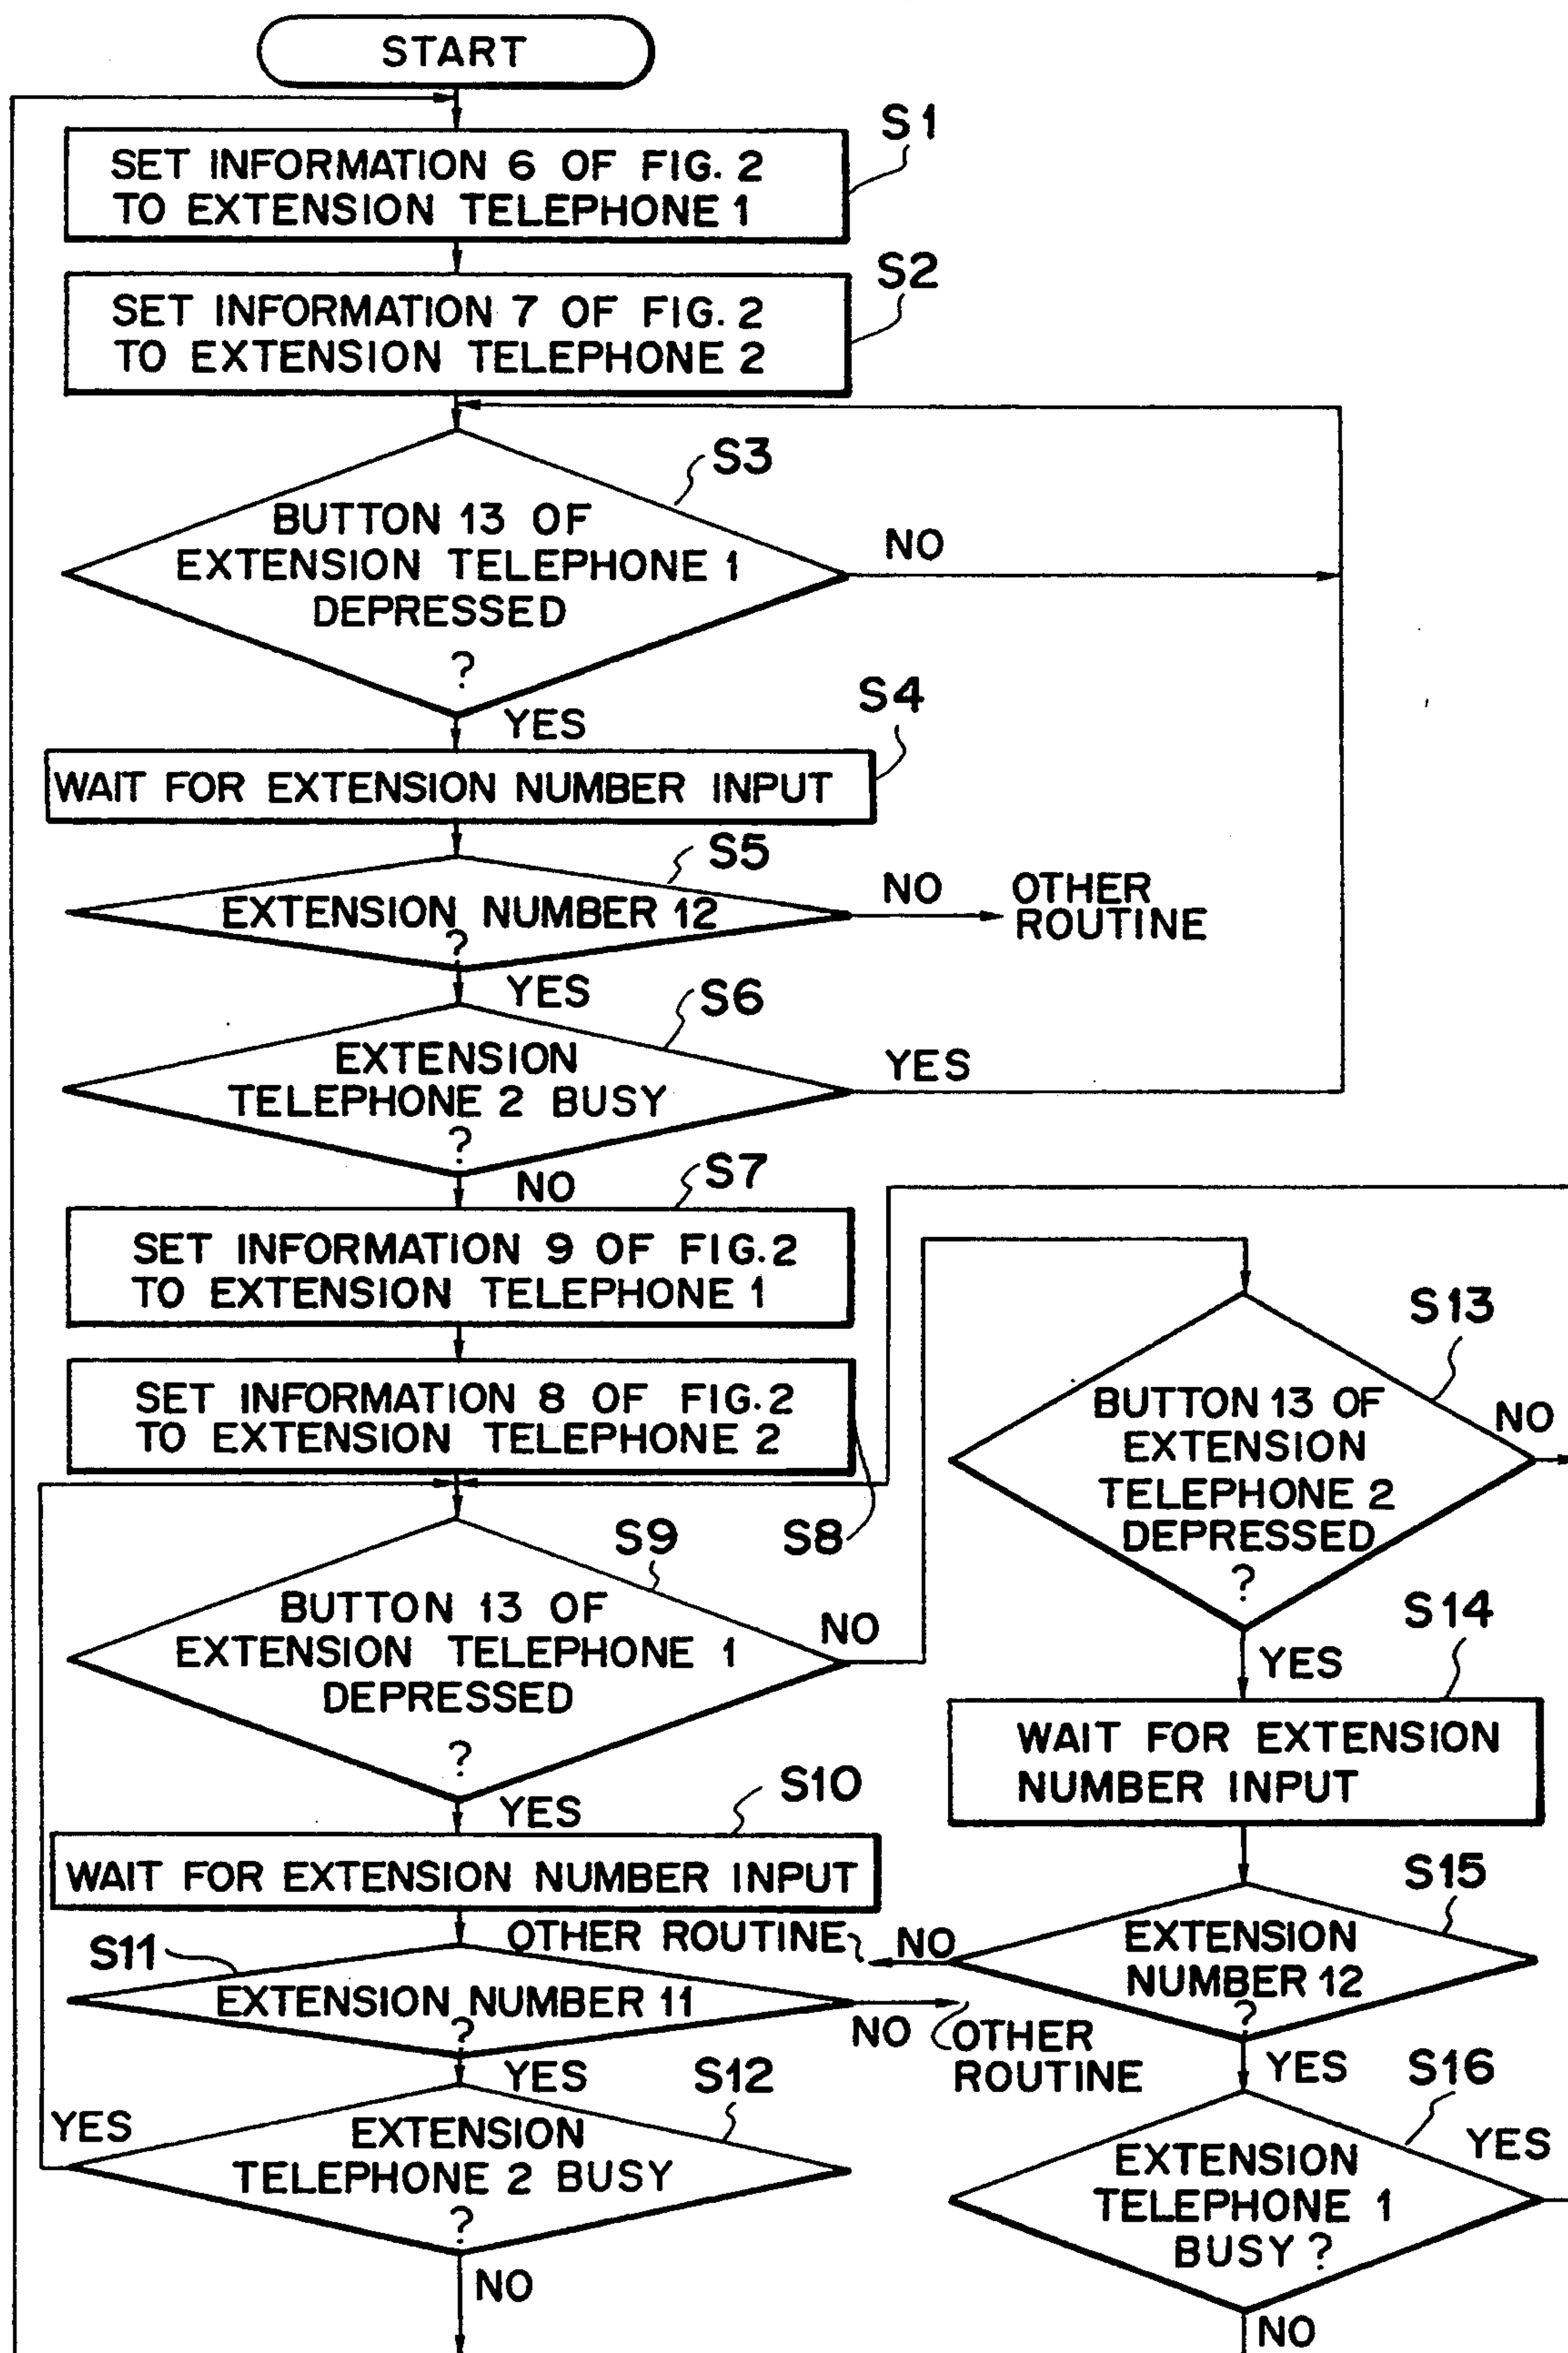 START
S1
SET INFORMATION 6 OF FIG. 2
TO EXTENSION TELEPHONE 1
S2
SET INFORMATION 7 OF FIG. 2
TO EXTENSION TELEPHONE 2
S3
BUTTON 13 OF
EXTENSION TELEPHONE 1
DEPRESSED
?
NO
YES
S4
WAIT FOR EXTENSION NUMBER INPUT
S5
EXTENSION NUMBER 12
?
NO
OTHER
ROUTINE
YES
S6
EXTENSION
TELEPHONE 2 BUSY
?
YES
NO
S7
SET INFORMATION 9 OF FIG. 2
TO EXTENSION TELEPHONE 1
SET INFORMATION 8 OF FIG. 2
TO EXTENSION TELEPHONE 2
S8
S9
BUTTON 13 OF
EXTENSION TELEPHONE 1
DEPRESSED
?
NO
YES
S10
WAIT FOR EXTENSION NUMBER INPUT
S11
EXTENSION NUMBER 11
?
NO
OTHER
ROUTINE
YES
S12
EXTENSION
TELEPHONE 2 BUSY
?
YES
NO
S13
BUTTON 13 OF
EXTENSION
TELEPHONE 2
DEPRESSED
?
NO
YES
S14
WAIT FOR EXTENSION
NUMBER INPUT
S15
EXTENSION
NUMBER 12
?
NO
OTHER ROUTINE
YES
S16
EXTENSION
TELEPHONE 1
BUSY ?
YES
NO